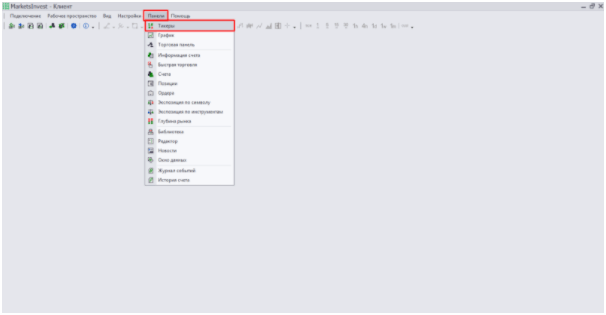 MarketsInvest - Клиент
Подключение Рабочее пространство Вид Настройки Панели Помощь
Тикеры
График
Торговая панель
Информация счета
Быстрая торговля
Счета
Позиции
Ордера
Экспозиция по символу
Экспозиция по инструментам
Глубина рынка
Библиотека
Редактор
Новости
Окно данных
Журнал событий
История счета